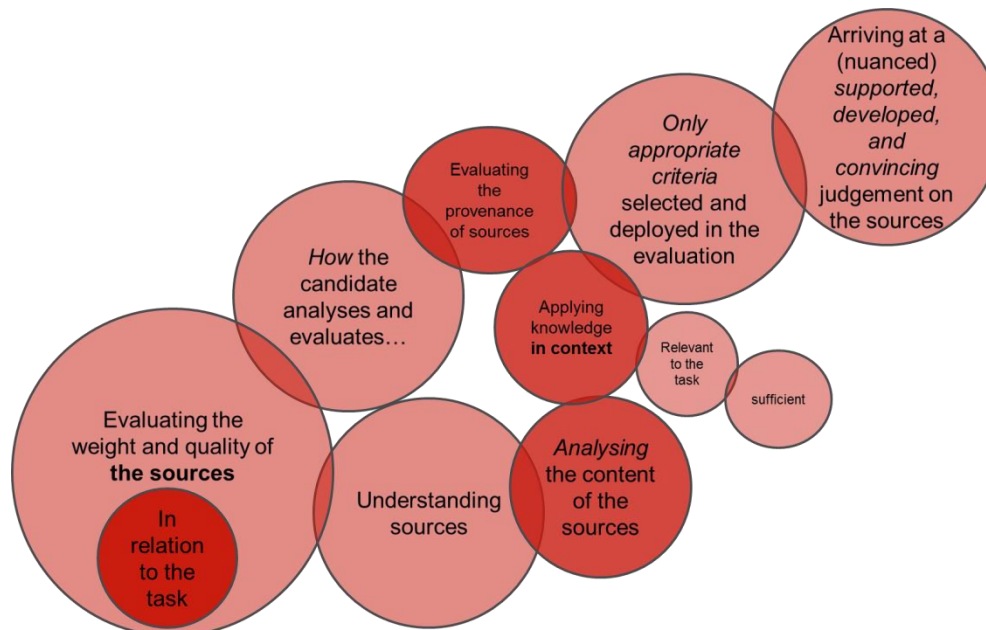 Arriving at a
(nuanced)
supported,
developed,
and
convincing
judgement on
the sources
Only
appropriate
criteria
selected and
deployed in the
evaluation
Evaluating
the
provenance
of sources
How the
candidate
analyses and
evaluates…
Applying
knowledge
in context
Relevant
to the
task
sufficient
Evaluating the
weight and quality of
the sources
In
relation
to the
task
Understanding
sources
Analysing
the content
of the
sources